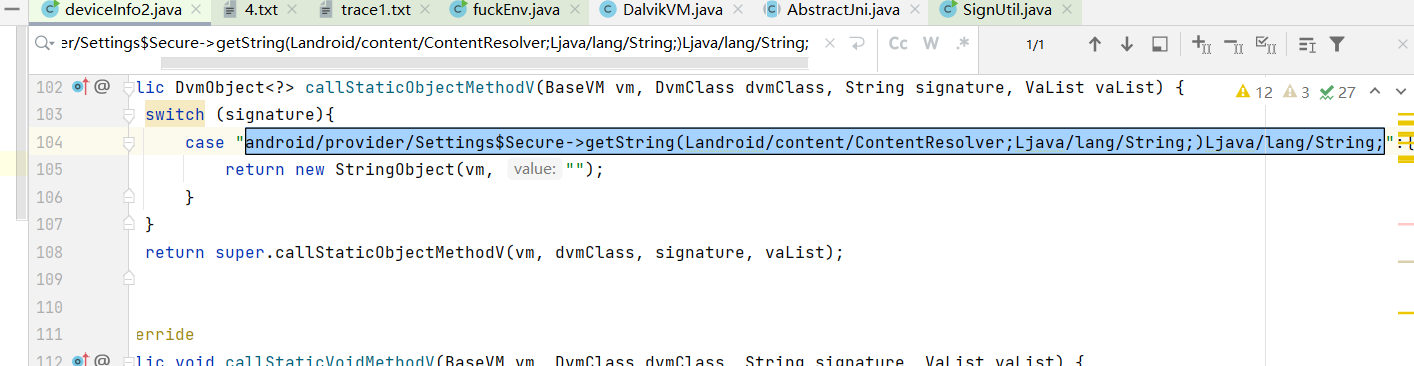 deviceInfo2.java × 4.txt × trace1.txt × fuckEnv.java × DalvikVM.java × AbstractJni.java × SignUtil.java ×
er/Settings$Secure->getString(Landroid/content/ContentResolver;Ljava/lang/String;)Ljava/lang/String; × Cc W .* 1/1
102 @ lic DvmObject<?> callStaticObjectMethodV(BaseVM vm, DvmClass dvmClass, String signature, VaList vaList) { 12 3 27
103 switch (signature){
104 case "android/provider/Settings$Secure->getString(Landroid/content/ContentResolver;Ljava/lang/String;)Ljava/lang/String;":{
105 return new StringObject(vm, value: "");
106 }
107 }
108 return super.callStaticObjectMethodV(vm, dvmClass, signature, vaList);
109
110
111 erride
112 @ lic void callStaticVoidMethodV(BaseVM vm, DvmClass dvmClass, String signature, VaList vaList) {